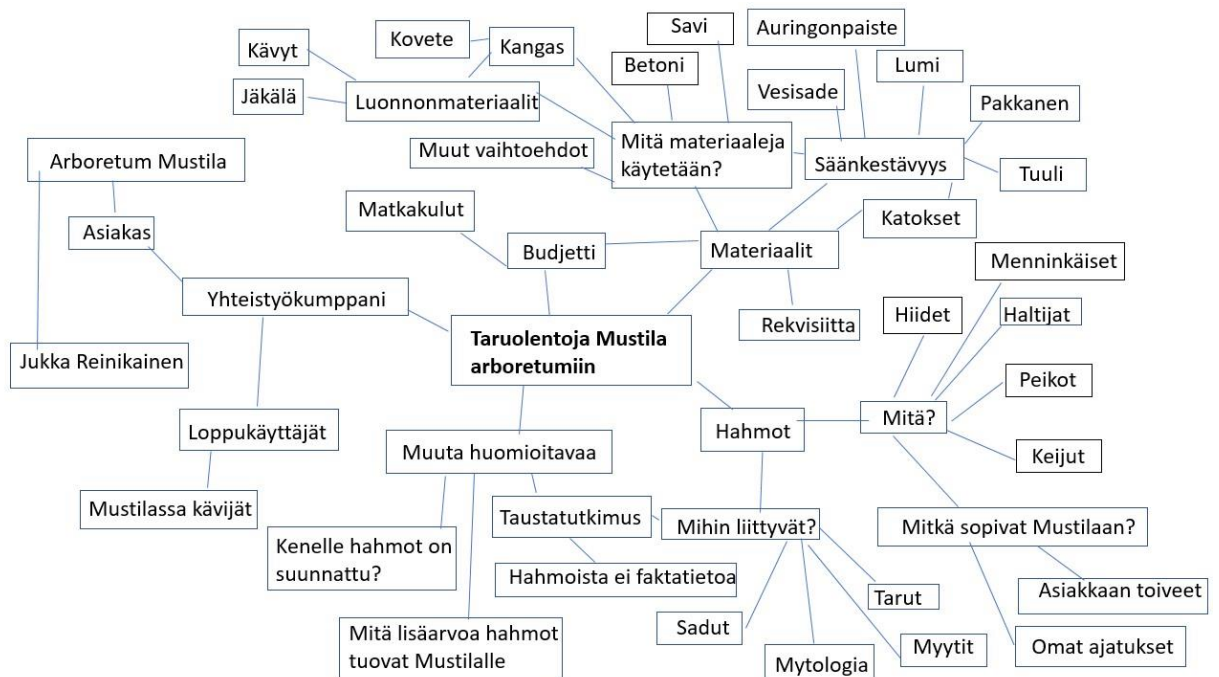 Savi
Auringonpaiste
Kovete
Kangas
Kävyt
Betoni
Lumi
Vesisade
Pakkanen
Jäkälä
Luonnonmateriaalit
Mitä materiaaleja
käytetään?
Muut vaihtoehdot
Säänkestävyys
Tuuli
Arboretum Mustila
Matkakulut
Katokset
Asiakas
Budjetti
Materiaalit
Menninkäiset
Yhteistyökumppani
Rekvisiitta
Hiidet
Haltijat
Taruolentoja Mustila
arboretumiin
Jukka Reinikainen
Peikot
Hahmot
Mitä?
Loppukäyttäjät
Muuta huomioitavaa
Keijut
Mustilassa kävijät
Taustatutkimus
Mihin liittyvät?
Mitkä sopivat Mustilaan?
Kenelle hahmot on
suunnattu?
Hahmoista ei faktatietoa
Tarut
Asiakkaan toiveet
Sadut
Mitä lisäarvoa hahmot
tuovat Mustilalle
Mytologia
Myytit
Omat ajatukset